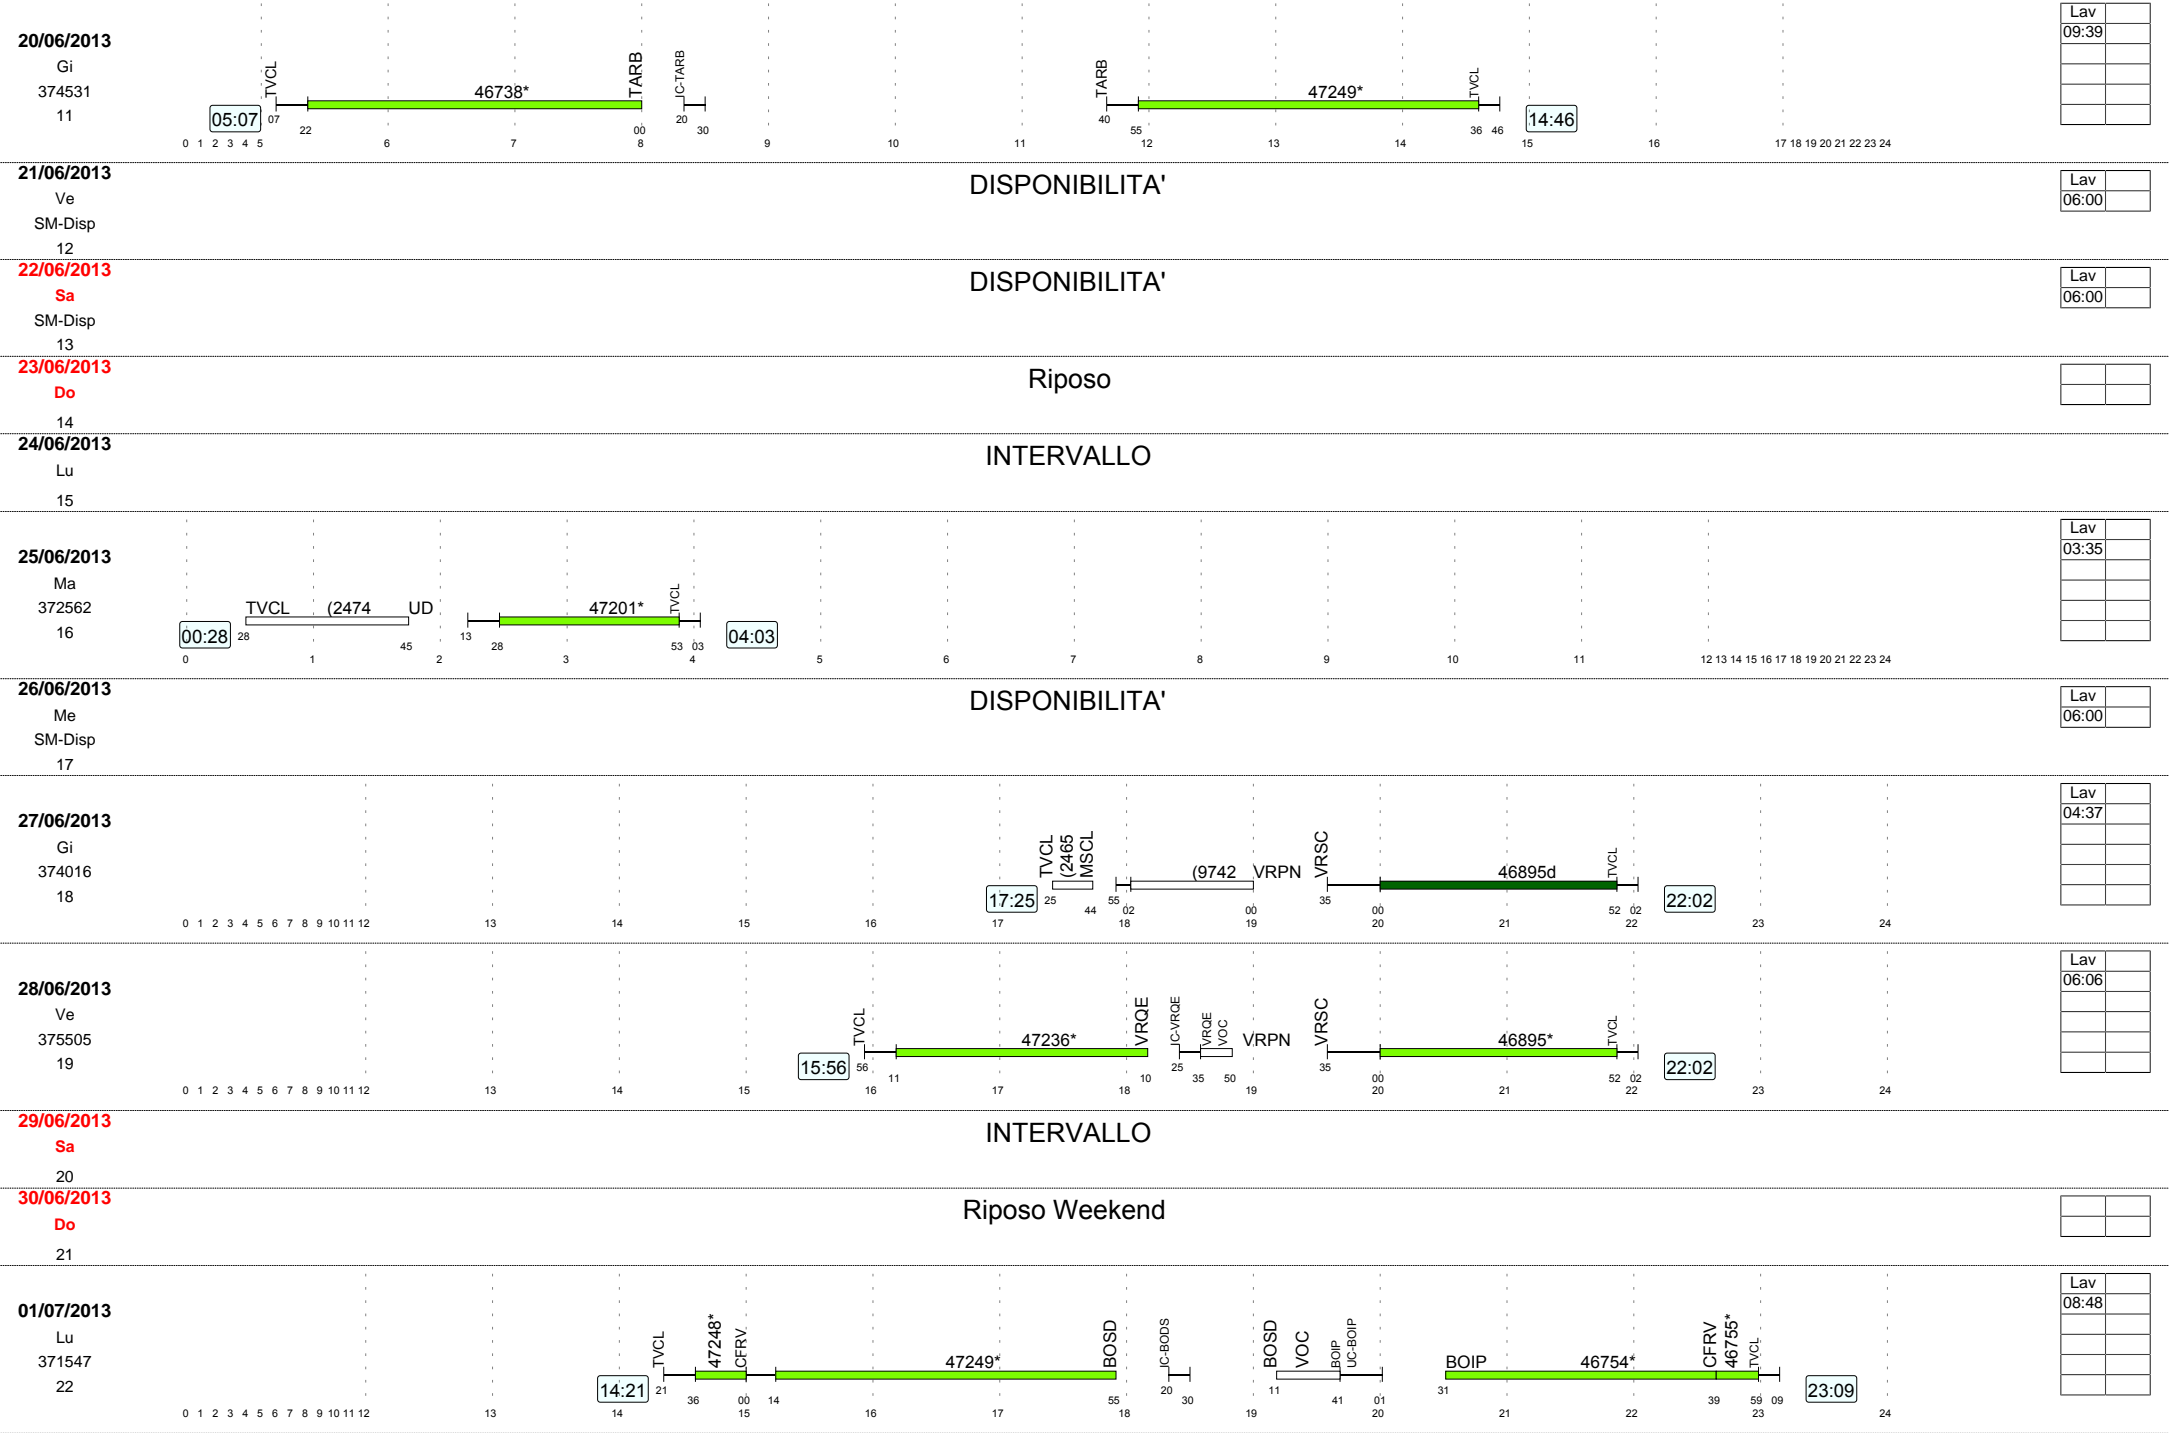 Lav
20/06/2013
09:39
Gi
374531
11
TVCL
46738*
TARB
IC-TARB
TARB
47249*
TVCL
05:07
07
22
00
20
30
40
55
36
46
14:46
0 1 2 3 4 5 6 7 8 9 10 11 12 13 14 15 16 17 18 19 20 21 22 23 24
21/06/2013
DISPONIBILITA'
Lav
Ve
06:00
SM-Disp
12
22/06/2013
DISPONIBILITA'
Lav
Sa
06:00
SM-Disp
13
23/06/2013
Riposo
Do
14
24/06/2013
INTERVALLO
Lu
15
Lav
25/06/2013
03:35
Ma
372562
16
TVCL (2474 UD
47201*
TVCL
00:28
28
45
13
28
53
03
04:03
0 1 2 3 4 5 6 7 8 9 10 11 12 13 14 15 16 17 18 19 20 21 22 23 24
26/06/2013
DISPONIBILITA'
Lav
Me
06:00
SM-Disp
17
Lav
27/06/2013
04:37
Gi
374016
18
TVCL
(2465
MSCL
(9742 VRPN
VRSC
46895d
TVCL
17:25
25
44
55
02
00
35
00
52
02
22:02
0 1 2 3 4 5 6 7 8 9 10 11 12 13 14 15 16 17 18 19 20 21 22 23 24
Lav
28/06/2013
06:06
Ve
375505
19
TVCL
47236*
VRQE
IC-VRQE
VRQE
VOC
VRPN
VRSC
46895*
TVCL
15:56
56
11
10
25
35
50
35
00
52
02
22:02
0 1 2 3 4 5 6 7 8 9 10 11 12 13 14 15 16 17 18 19 20 21 22 23 24
29/06/2013
INTERVALLO
Sa
20
30/06/2013
Riposo Weekend
Do
21
Lav
01/07/2013
08:48
Lu
371547
22
TVCL
47248*
CFRV
47249*
BOSD
IC-BODS
BOSD
VOC
BOIP
UC-BOIP
BOIP
46754*
CFRV
46755*
TVCL
14:21
21
36
00
14
55
20
30
11
41
01
31
39
59
09
23:09
0 1 2 3 4 5 6 7 8 9 10 11 12 13 14 15 16 17 18 19 20 21 22 23 24